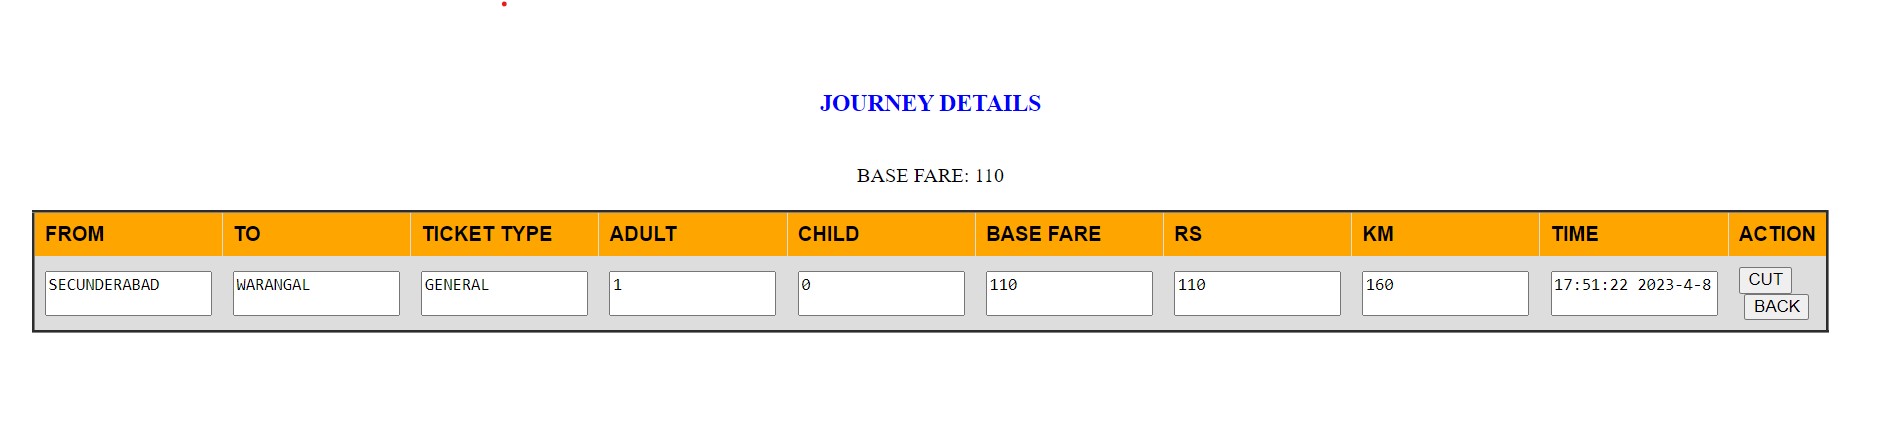 JOURNEY DETAILS
BASE FARE: 110
FROM TO TICKET TYPE ADULT CHILD BASE FARE RS KM TIME ACTION
SECUNDERABAD WARANGAL GENERAL 1 0 110 110 160 17:51:22 2023-4-8 CUT
BACK